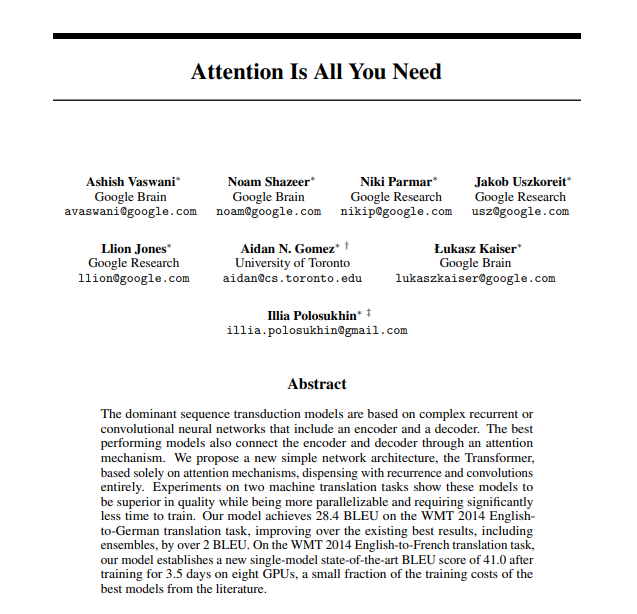 Attention Is All You Need
Ashish Vaswani* Noam Shazeer* Niki Parmar* Jakob Uszkoreit*
Google Brain Google Brain Google Research Google Research
avaswani@google.com noam@google.com nikip@google.com usz@google.com
Llion Jones* Aidan N. Gomez* † Łukasz Kaiser*
Google Research University of Toronto Google Brain
llion@google.com aidan@cs.toronto.edu lukaszkaiser@google.com
Illia Polosukhin* ‡
illia.polosukhin@gmail.com
Abstract
The dominant sequence transduction models are based on complex recurrent or
convolutional neural networks that include an encoder and a decoder. The best
performing models also connect the encoder and decoder through an attention
mechanism. We propose a new simple network architecture, the Transformer,
based solely on attention mechanisms, dispensing with recurrence and convolutions
entirely. Experiments on two machine translation tasks show these models to
be superior in quality while being more parallelizable and requiring significantly
less time to train. Our model achieves 28.4 BLEU on the WMT 2014 English-
to-German translation task, improving over the existing best results, including
ensembles, by over 2 BLEU. On the WMT 2014 English-to-French translation task,
our model establishes a new single-model state-of-the-art BLEU score of 41.0 after
training for 3.5 days on eight GPUs, a small fraction of the training costs of the
best models from the literature.